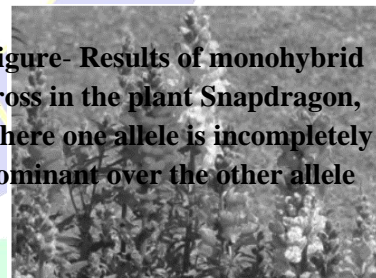 igure- Results of monohybrid
ross in the plant Snapdragon,
here one allele is incompletely
ominant over the other allele